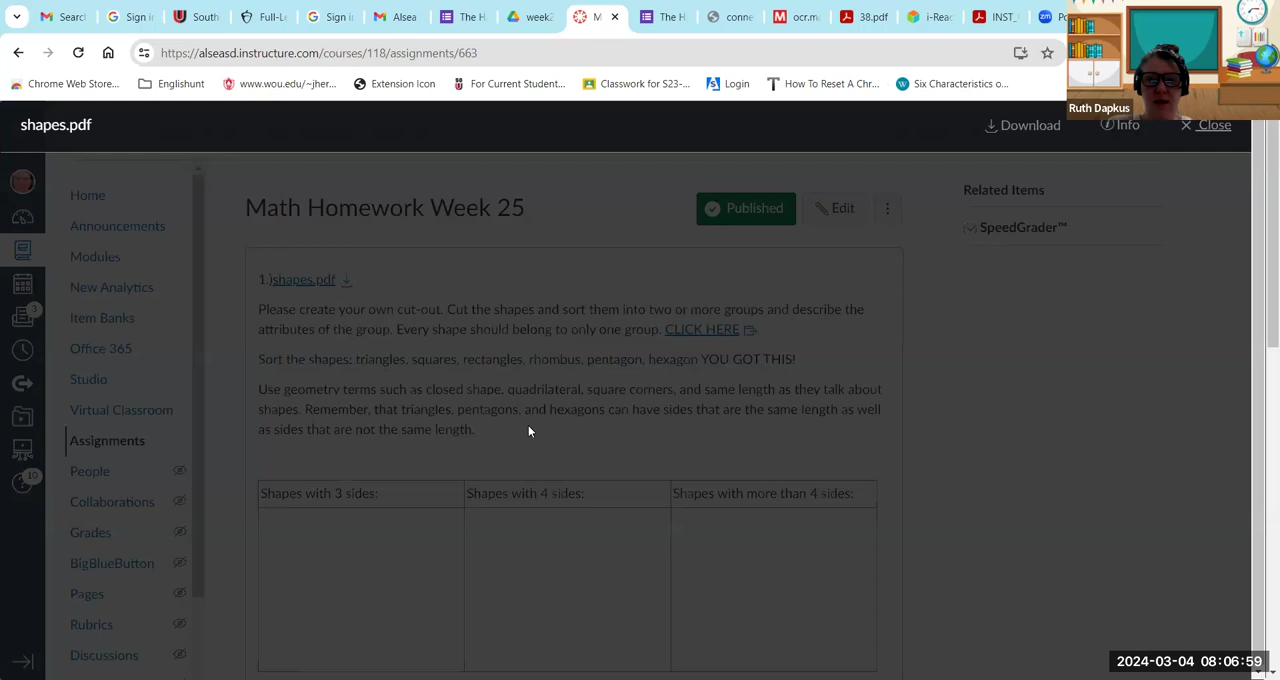 Search
Sign i
South
Full-Le
Sign i
Alsea
The H
week2
M
The H
conne
ocr.m
38.pdf
i-Reac
INST_
zm
https://alseasd.instructure.com/courses/118/assignments/663
Chrome Web Store...
Englishunt
www.wou.edu/~jher...
Extension Icon
For Current Student...
Classwork for S23-...
Login
How To Reset A Chr...
Six Characteristics o...
Ruth Dapkus
shapes.pdf
Download
Info
Close
Home
Announcements
Modules
New Analytics
Item Banks
Office 365
Studio
Virtual Classroom
Assignments
People
Collaborations
Grades
BigBlueButton
Pages
Rubrics
Discussions
3
10
Math Homework Week 25
Published
Edit
Related Items
SpeedGrader™
1.)shapes.pdf
Please create your own cut-out. Cut the shapes and sort them into two or more groups and describe the
attributes of the group. Every shape should belong to only one group. CLICK HERE
Sort the shapes: triangles, squares, rectangles, rhombus, pentagon, hexagon YOU GOT THIS!
Use geometry terms such as closed shape, quadrilateral, square corners, and same length as they talk about
shapes. Remember, that triangles, pentagons, and hexagons can have sides that are the same length as well
as sides that are not the same length.
Shapes with 3 sides:
Shapes with 4 sides:
Shapes with more than 4 sides:
2024-03-04 08:06:59